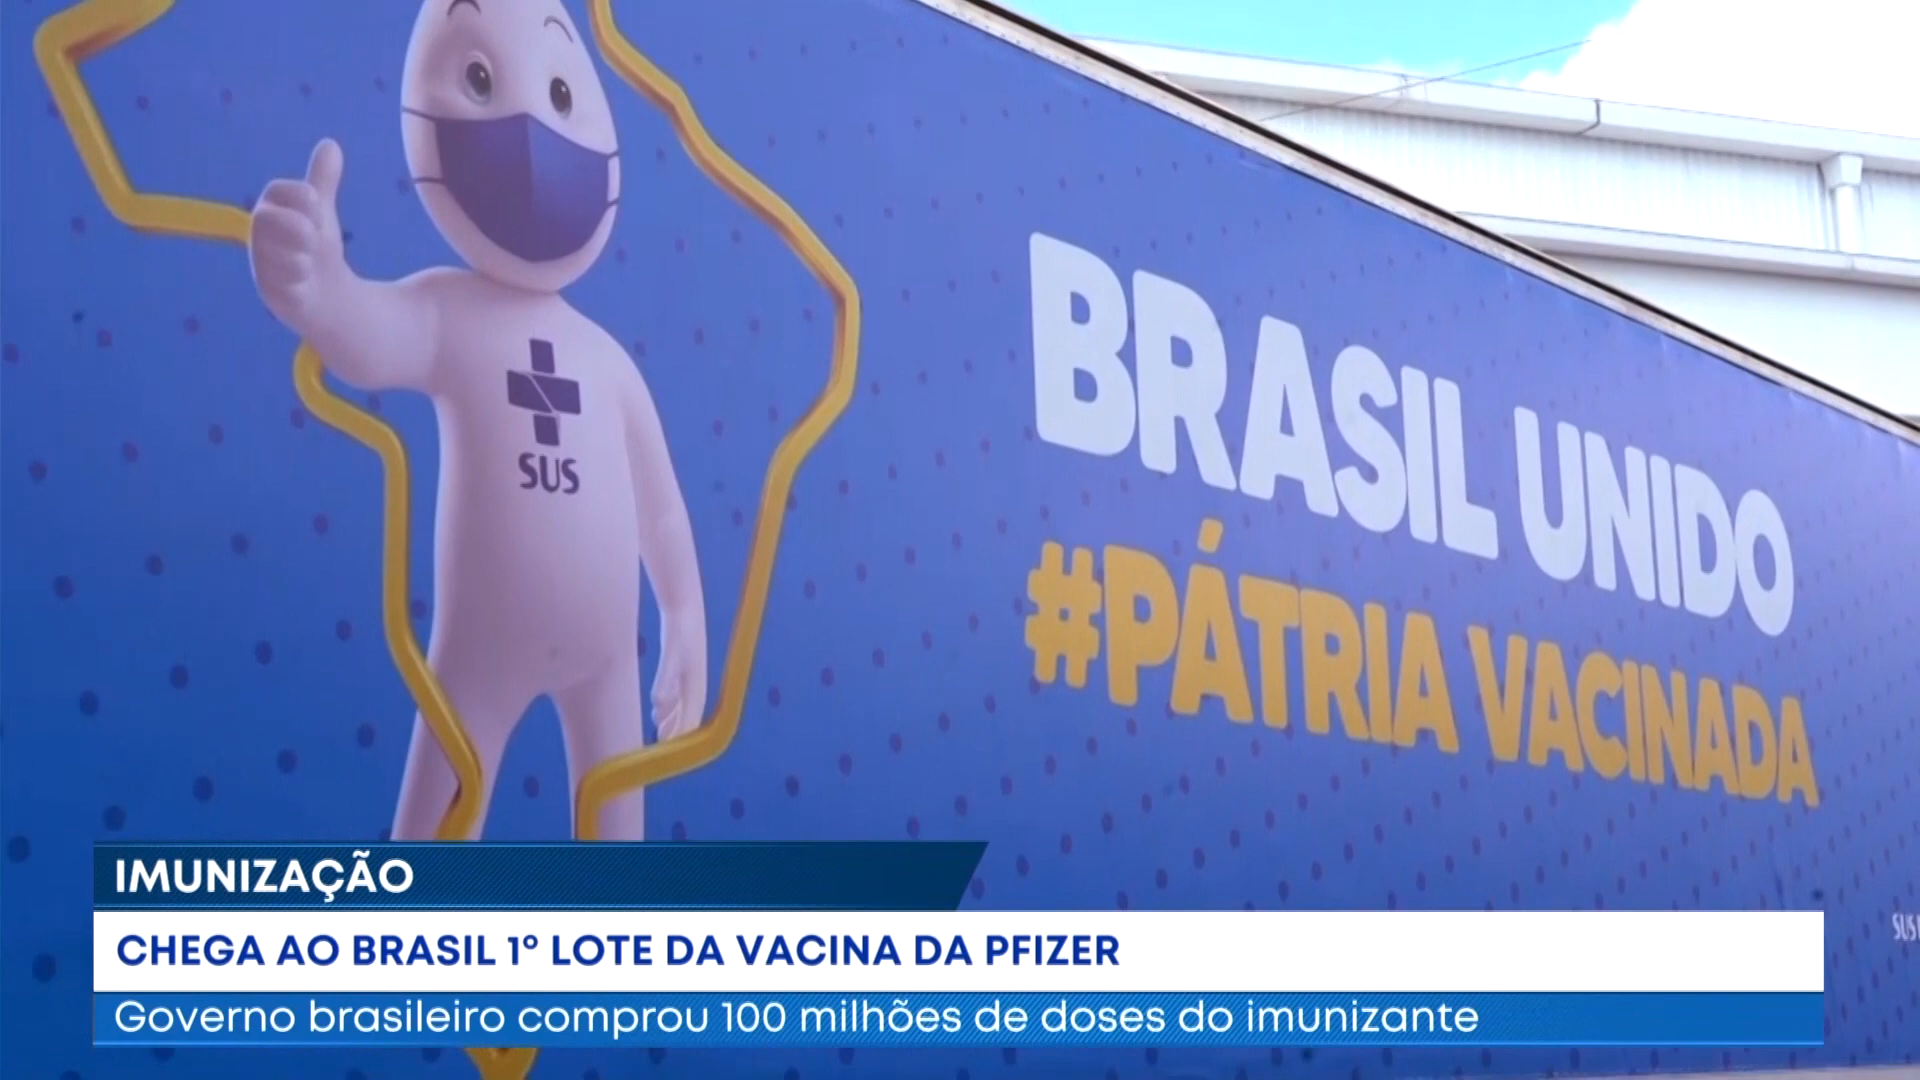 SUS
BRASIL UNIDO
#PÁTRIA VACINADA
SUS
IMUNIZAÇÃO
CHEGA AO BRASIL 1º LOTE DA VACINA DA PFIZER
Governo brasileiro comprou 100 milhões de doses do imunizante